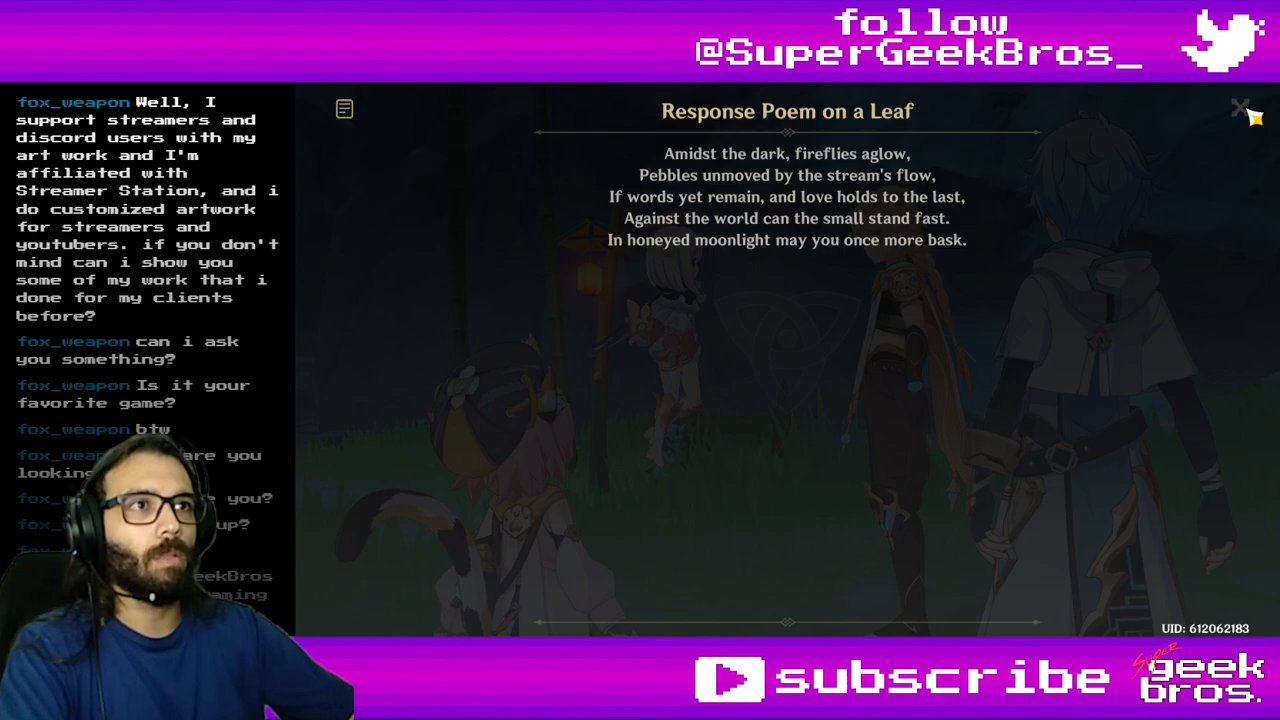 follow
@SuperGeekBros_
fox_weapon Well, I
support streamers and
discord users with my
art work and I'm
affiliated with
Streamer Station, and i
do customized artwork
for streamers and
youtubers. if you don't
mind can i show you
some of my work that i
done for my clients
before?
fox_weapon can i ask
you something?
fox_weapon Is it your
favorite game?
fox_weapon btw
are you
looking
you?
up?
eekBros
Response Poem on a Leaf
Amidst the dark, fireflies aglow,
Pebbles unmoved by the stream's flow,
If words yet remain, and love holds to the last,
Against the world can the small stand fast.
In honeyed moonlight may you once more bask.
UID: 612062183
subscribe
SUPER
geek
bros.